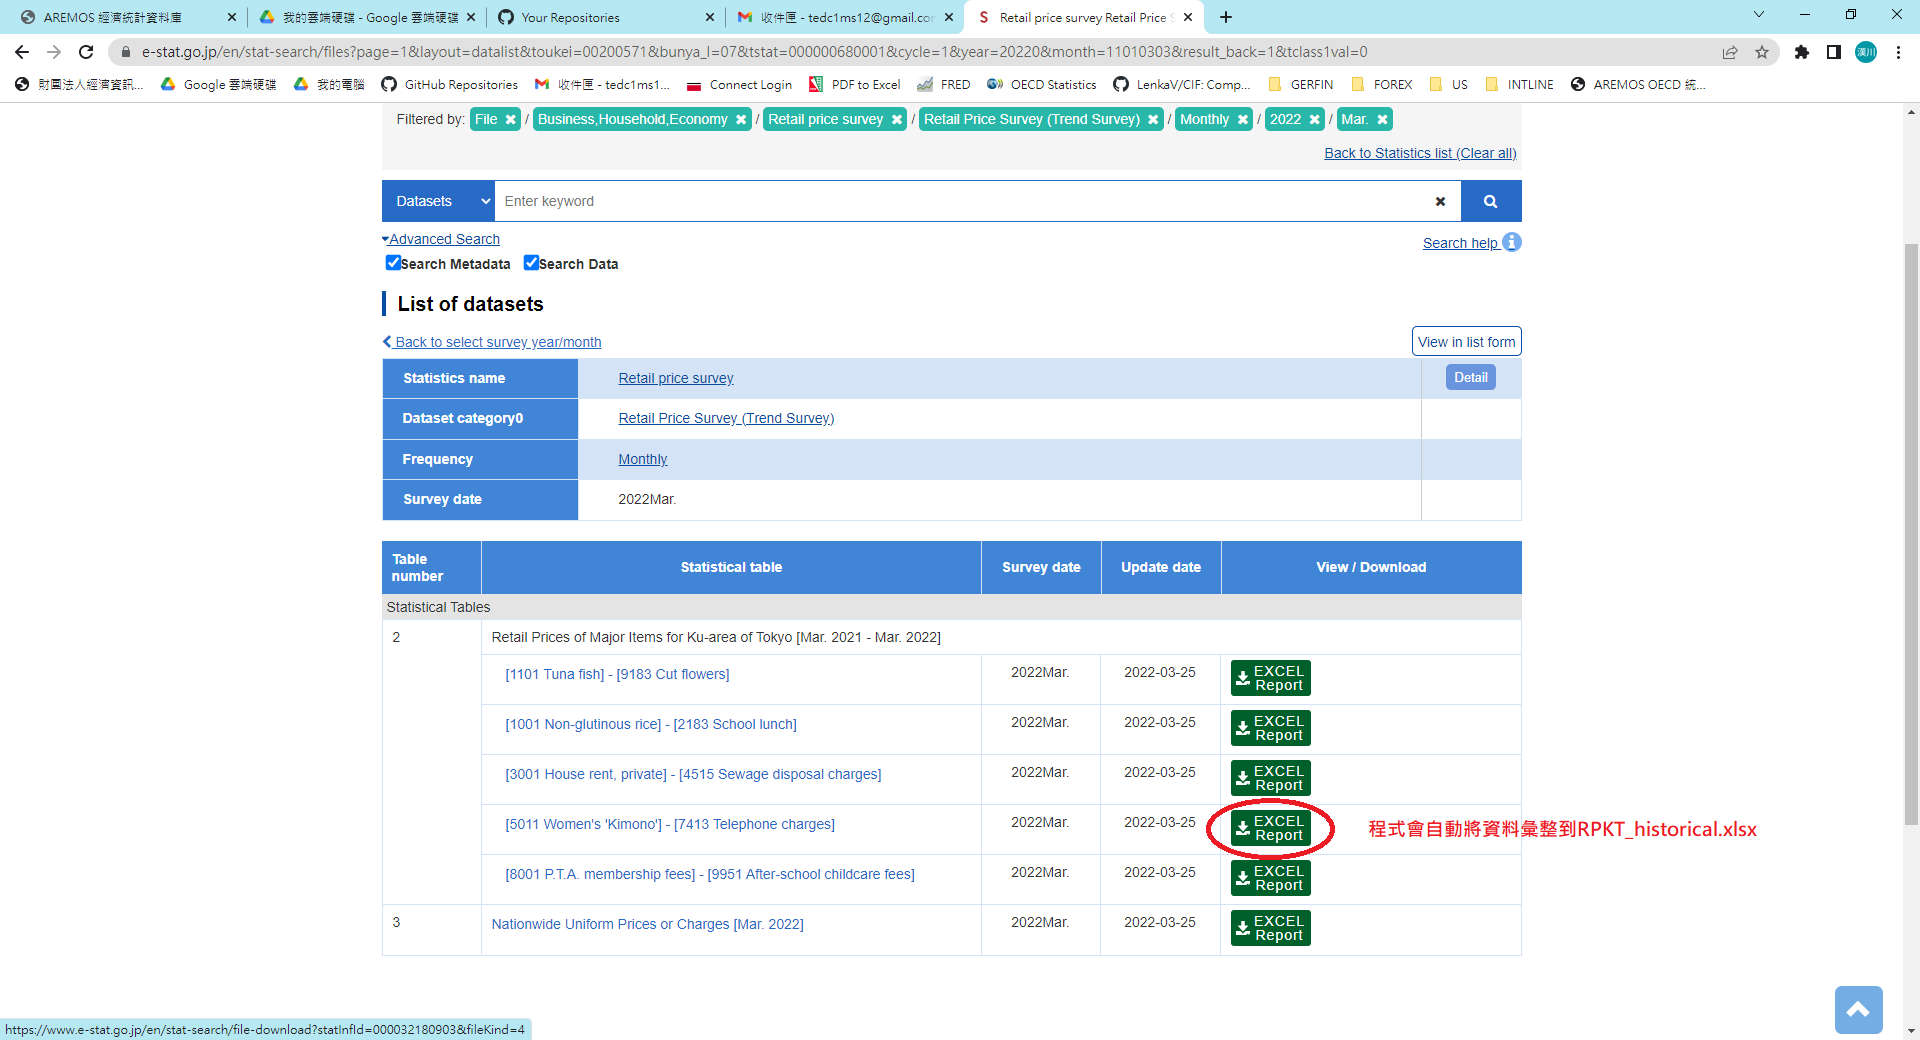 AREMOS 經濟統計資料庫
我的雲端硬碟 - Google 雲端硬碟
Your Repositories
收件匣 - tedc1ms12@gmail.co
Retail price survey Retail Price S
e-stat.go.jp/en/stat-search/files?page=1&layout=datalist&toukei=00200571&bunya_l=07&tstat=000000680001&cycle=1&year=20220&month=11010303&result_back=1&tclass1val=0
漢川
財團法人經濟資訊...
Google 雲端硬碟
我的電腦
GitHub Repositories
收件匣 - tedc1ms1...
Connect Login
PDF to Excel
FRED
OECD Statistics
LenkaV/CIF: Comp...
GERFIN
FOREX
US
INTLINE
AREMOS OECD 統...
Filtered by: File / Business,Household,Economy / Retail price survey / Retail Price Survey (Trend Survey) / Monthly / 2022 / Mar.
Back to Statistics list (Clear all)
Datasets
Enter keyword
Advanced Search
Search help
Search Metadata Search Data
List of datasets
Back to select survey year/month
View in list form
Statistics name Retail price survey Detail
Dataset category0 Retail Price Survey (Trend Survey)
Frequency Monthly
Survey date 2022Mar.
Table number Statistical table Survey date Update date View / Download
Statistical Tables
2 Retail Prices of Major Items for Ku-area of Tokyo [Mar. 2021 - Mar. 2022]
[1101 Tuna fish] - [9183 Cut flowers] 2022Mar. 2022-03-25 EXCEL Report
[1001 Non-glutinous rice] - [2183 School lunch] 2022Mar. 2022-03-25 EXCEL Report
[3001 House rent, private] - [4515 Sewage disposal charges] 2022Mar. 2022-03-25 EXCEL Report
[5011 Women's 'Kimono'] - [7413 Telephone charges] 2022Mar. 2022-03-25 EXCEL Report
程式會自動將資料彙整到RPKT_historical.xlsx
[8001 P.T.A. membership fees] - [9951 After-school childcare fees] 2022Mar. 2022-03-25 EXCEL Report
3 Nationwide Uniform Prices or Charges [Mar. 2022] 2022Mar. 2022-03-25 EXCEL Report
https://www.e-stat.go.jp/en/stat-search/file-download?statInfId=000032180903&fileKind=4